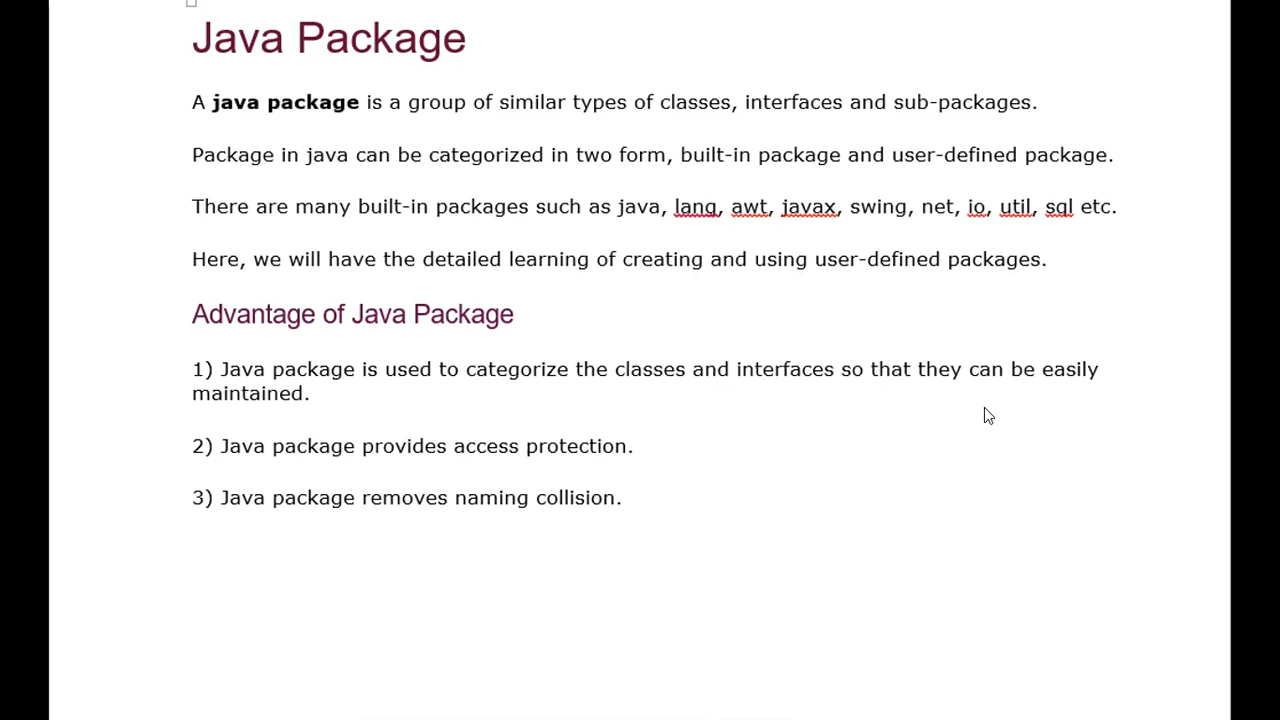 Java Package
A java package is a group of similar types of classes, interfaces and sub-packages.
Package in java can be categorized in two form, built-in package and user-defined package.
There are many built-in packages such as java, lang, awt, javax, swing, net, io, util, sql etc.
Here, we will have the detailed learning of creating and using user-defined packages.
Advantage of Java Package
1) Java package is used to categorize the classes and interfaces so that they can be easily
maintained.
2) Java package provides access protection.
3) Java package removes naming collision.